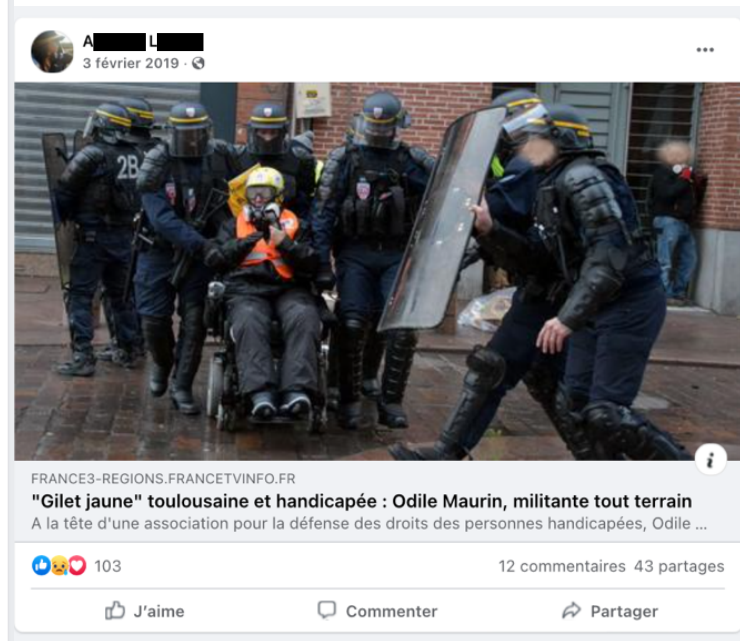 A L
3 février 2019
2B
FRANCE3-REGIONS.FRANCETVINFO.FR
"Gilet jaune" toulousaine et handicapée : Odile Maurin, militante tout terrain
A la tête d'une association pour la défense des droits des personnes handicapées, Odile ...
103
12 commentaires 43 partages
J'aime
Commenter
Partager